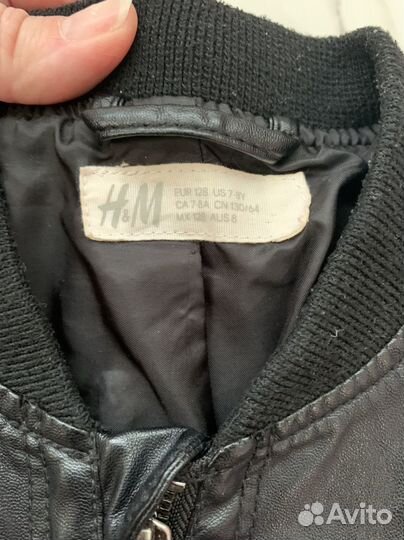 H&M
EUR 128 US 7-8Y
CA 7-8A CN 130/64
MX 128 AUS 8
Avito